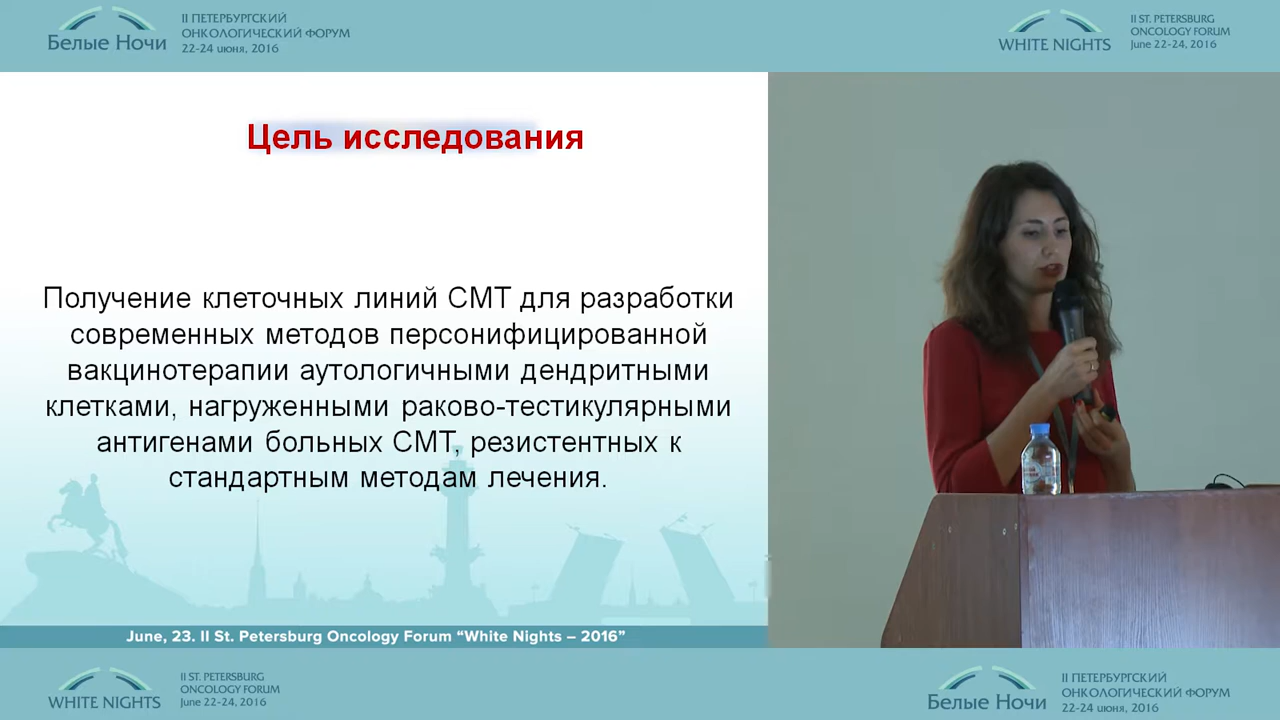 Белые Ночи
II ПЕТЕРБУРГСКИЙ
ОНКОЛОГИЧЕСКИЙ ФОРУМ
22-24 июня, 2016
WHITE NIGHTS
II ST. PETERSBURG
ONCOLOGY FORUM
June 22-24, 2016
Цель исследования
Получение клеточных линий СМТ для разработки
современных методов персонифицированной
вакцинотерапии аутологичными дендритными
клетками, нагруженными раково-тестикулярными
антигенами больных СМТ, резистентных к
стандартным методам лечения.
June, 23. II St. Petersburg Oncology Forum “White Nights – 2016”
WHITE NIGHTS
II ST. PETERSBURG
ONCOLOGY FORUM
June 22-24, 2016
Белые Ночи
II ПЕТЕРБУРГСКИЙ
ОНКОЛОГИЧЕСКИЙ ФОРУМ
22-24 июня, 2016